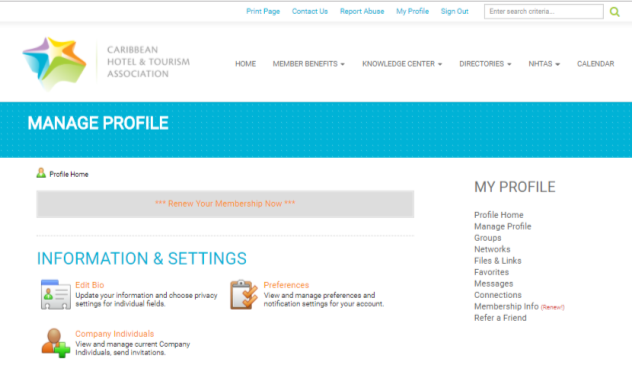 Print Page Contact Us Report Abuse My Profile Sign Out Enter search criteria...
CARIBBEAN
HOTEL & TOURISM
ASSOCIATION
HOME MEMBER BENEFITS KNOWLEDGE CENTER DIRECTORIES NHTAS CALENDAR
MANAGE PROFILE
Profile Home
*** Renew Your Membership Now ***
INFORMATION & SETTINGS
Edit Bio
Update your information and choose privacy
settings for individual fields.
Preferences
View and manage preferences and
notification settings for your account.
Company Individuals
View and manage current Company
Individuals, send invitations.
MY PROFILE
Profile Home
Manage Profile
Groups
Networks
Files & Links
Favorites
Messages
Connections
Membership Info (Renew!)
Refer a Friend